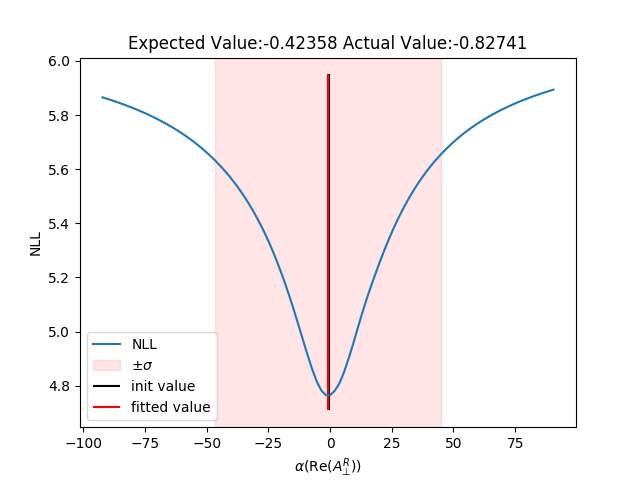 Expected Value:-0.42358 Actual Value:-0.82741
6.0
5.8
5.6
5.4
5.2
5.0
4.8
NLL
NLL
±σ
init value
fitted value
−100 −75 −50 −25 0 25 50 75
α(Re(A_⊥^R))